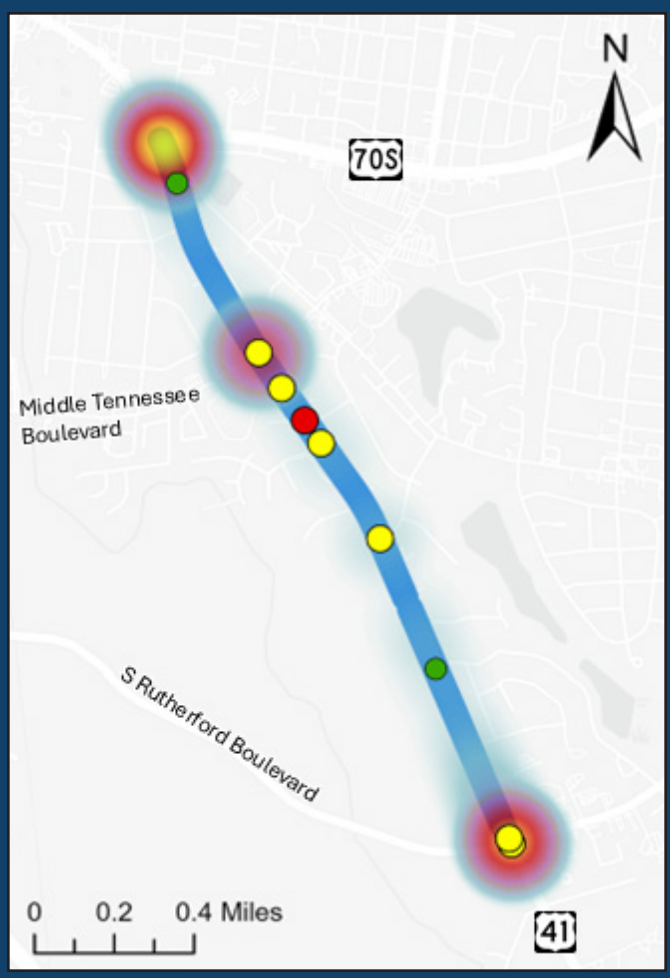 N
70S
Middle Tennessee
Boulevard
S Rutherford Boulevard
0 0.2 0.4 Miles
41